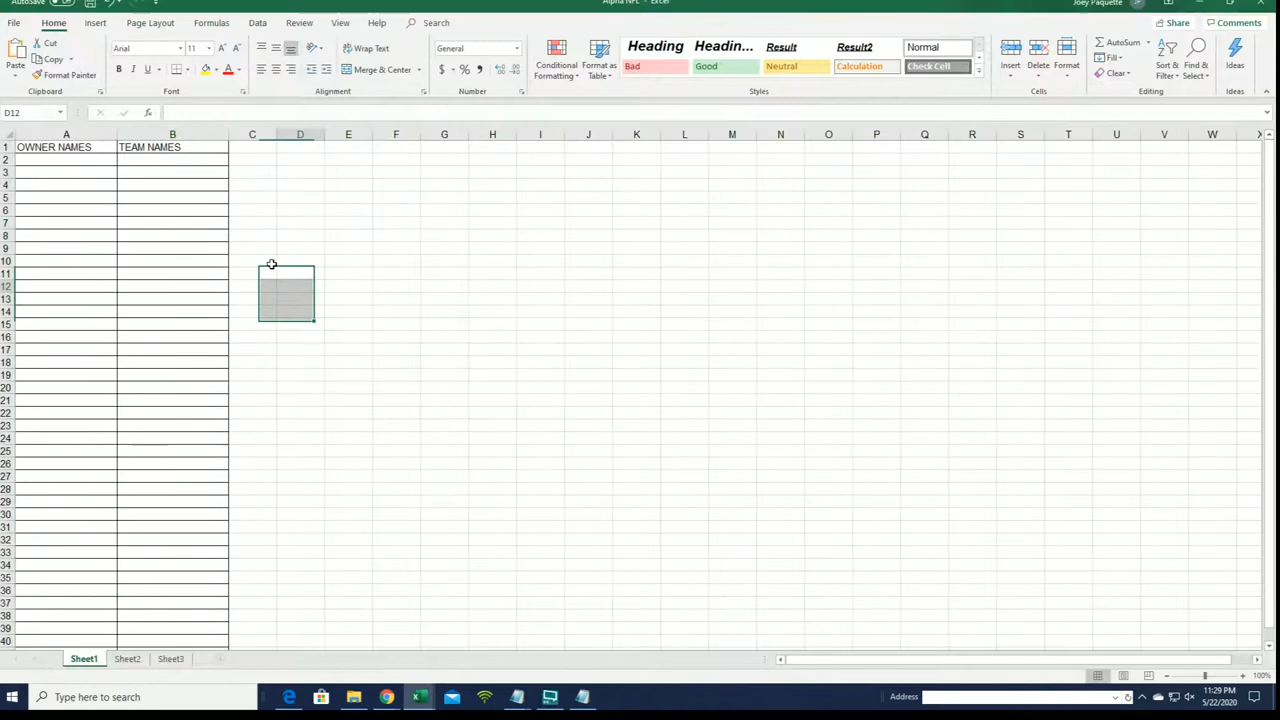 AutoSave
Alpha NFL - Excel
Joey Paquette
JP
File Home Insert Page Layout Formulas Data Review View Help Search
Share Comments
Paste
Cut
Copy
Format Painter
Clipboard
Arial 11
B I U
Font
Wrap Text
Merge & Center
Alignment
General
$ % ,
Number
Conditional Formatting
Format as Table
Heading Headin... Result Result2 Normal
Bad Good Neutral Calculation Check Cell
Styles
Insert Delete Format
Cells
AutoSum
Fill
Clear
Sort & Filter
Find & Select
Editing
Ideas
Ideas
D12
fx
A B C D E F G H I J K L M N O P Q R S T U V W X
1 OWNER NAMES TEAM NAMES
2
3
4
5
6
7
8
9
10
11
12
13
14
15
16
17
18
19
20
21
22
23
24
25
26
27
28
29
30
31
32
33
34
35
36
37
38
39
40
Sheet1 Sheet2 Sheet3
100%
Type here to search
Address
11:29 PM
5/22/2020